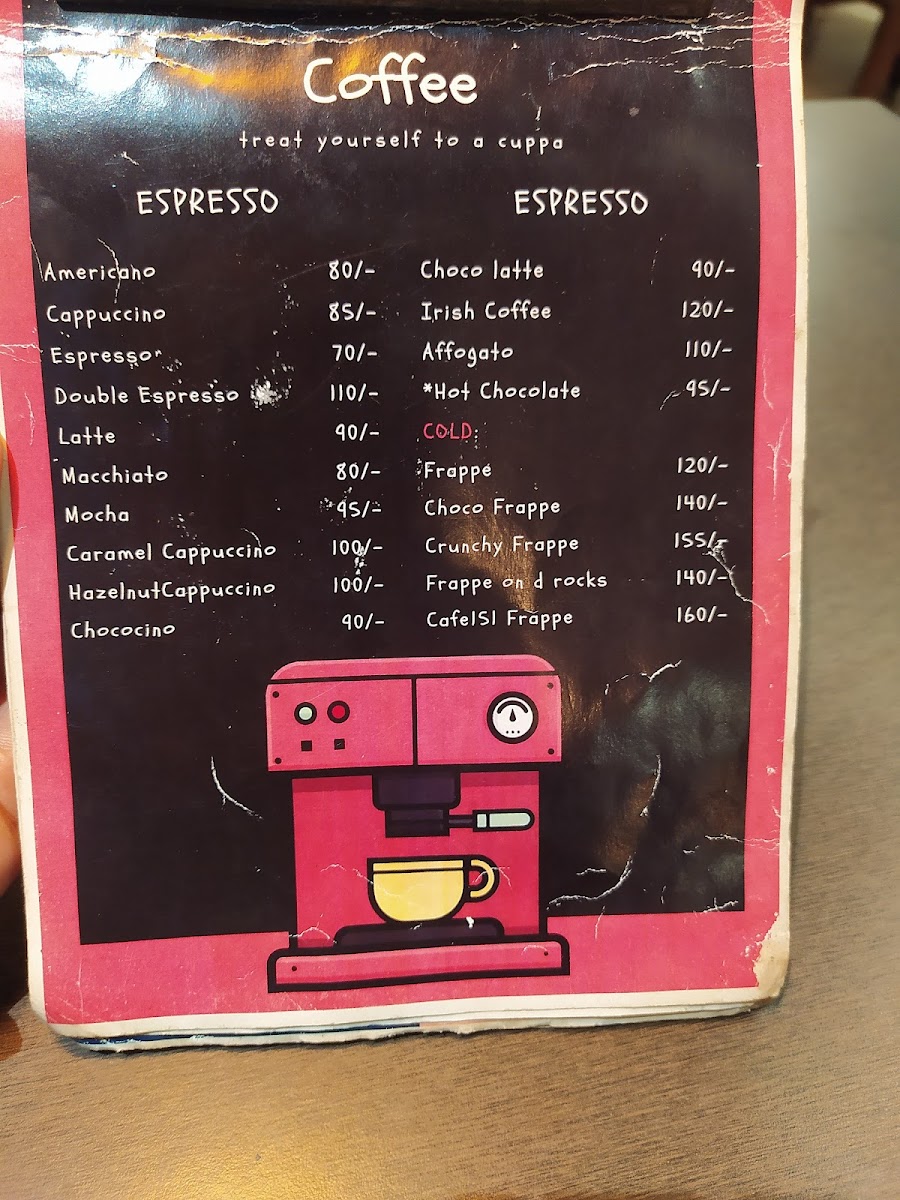 Coffee
treat yourself to a cuppa
ESPRESSO
Americano 80/-
Cappuccino 85/-
Espresso 70/-
Double Espresso 110/-
Latte 90/-
Macchiato 80/-
Mocha 95/-
Caramel Cappuccino 100/-
HazelnutCappuccino 100/-
Chococino 90/-
ESPRESSO
Choco latte 90/-
Irish Coffee 120/-
Affogato 110/-
*Hot Chocolate 95/-
COLD:
Frappe 120/-
Choco Frappe 140/-
Crunchy Frappe 155/-
Frappe on d rocks 140/-
Cafe151 Frappe 160/-